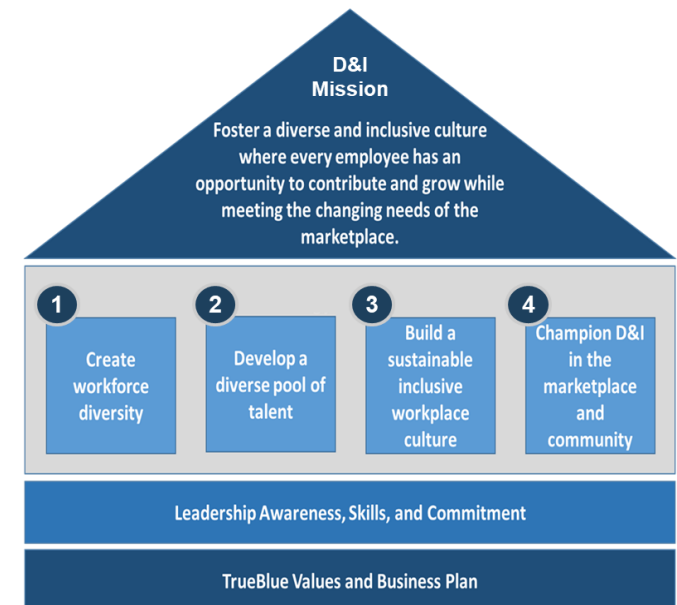 D&I
Mission
Foster a diverse and inclusive culture
where every employee has an
opportunity to contribute and grow while
meeting the changing needs of the
marketplace.
1
Create
workforce
diversity
2
Develop a
diverse pool of
talent
3
Build a
sustainable
inclusive
workplace
culture
4
Champion D&I
in the
marketplace
and
community
Leadership Awareness, Skills, and Commitment
TrueBlue Values and Business Plan